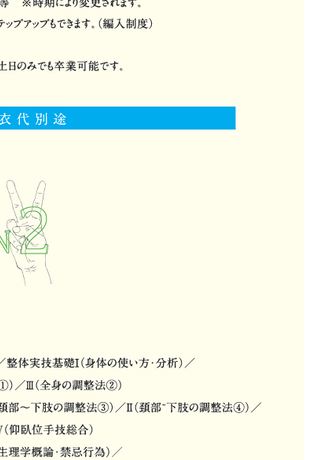 等　※時期により変更されます。
テップアップもできます。（編入制度）
土日のみでも卒業可能です。
衣代別途
N2
／整体実技基礎Ⅰ（身体の使い方・分析）／
①）／Ⅲ（全身の調整法②）
頚部～下肢の調整法③）／Ⅱ（頚部~下肢の調整法④）／
（仰臥位手技総合）
生理学概論・禁忌行為）／